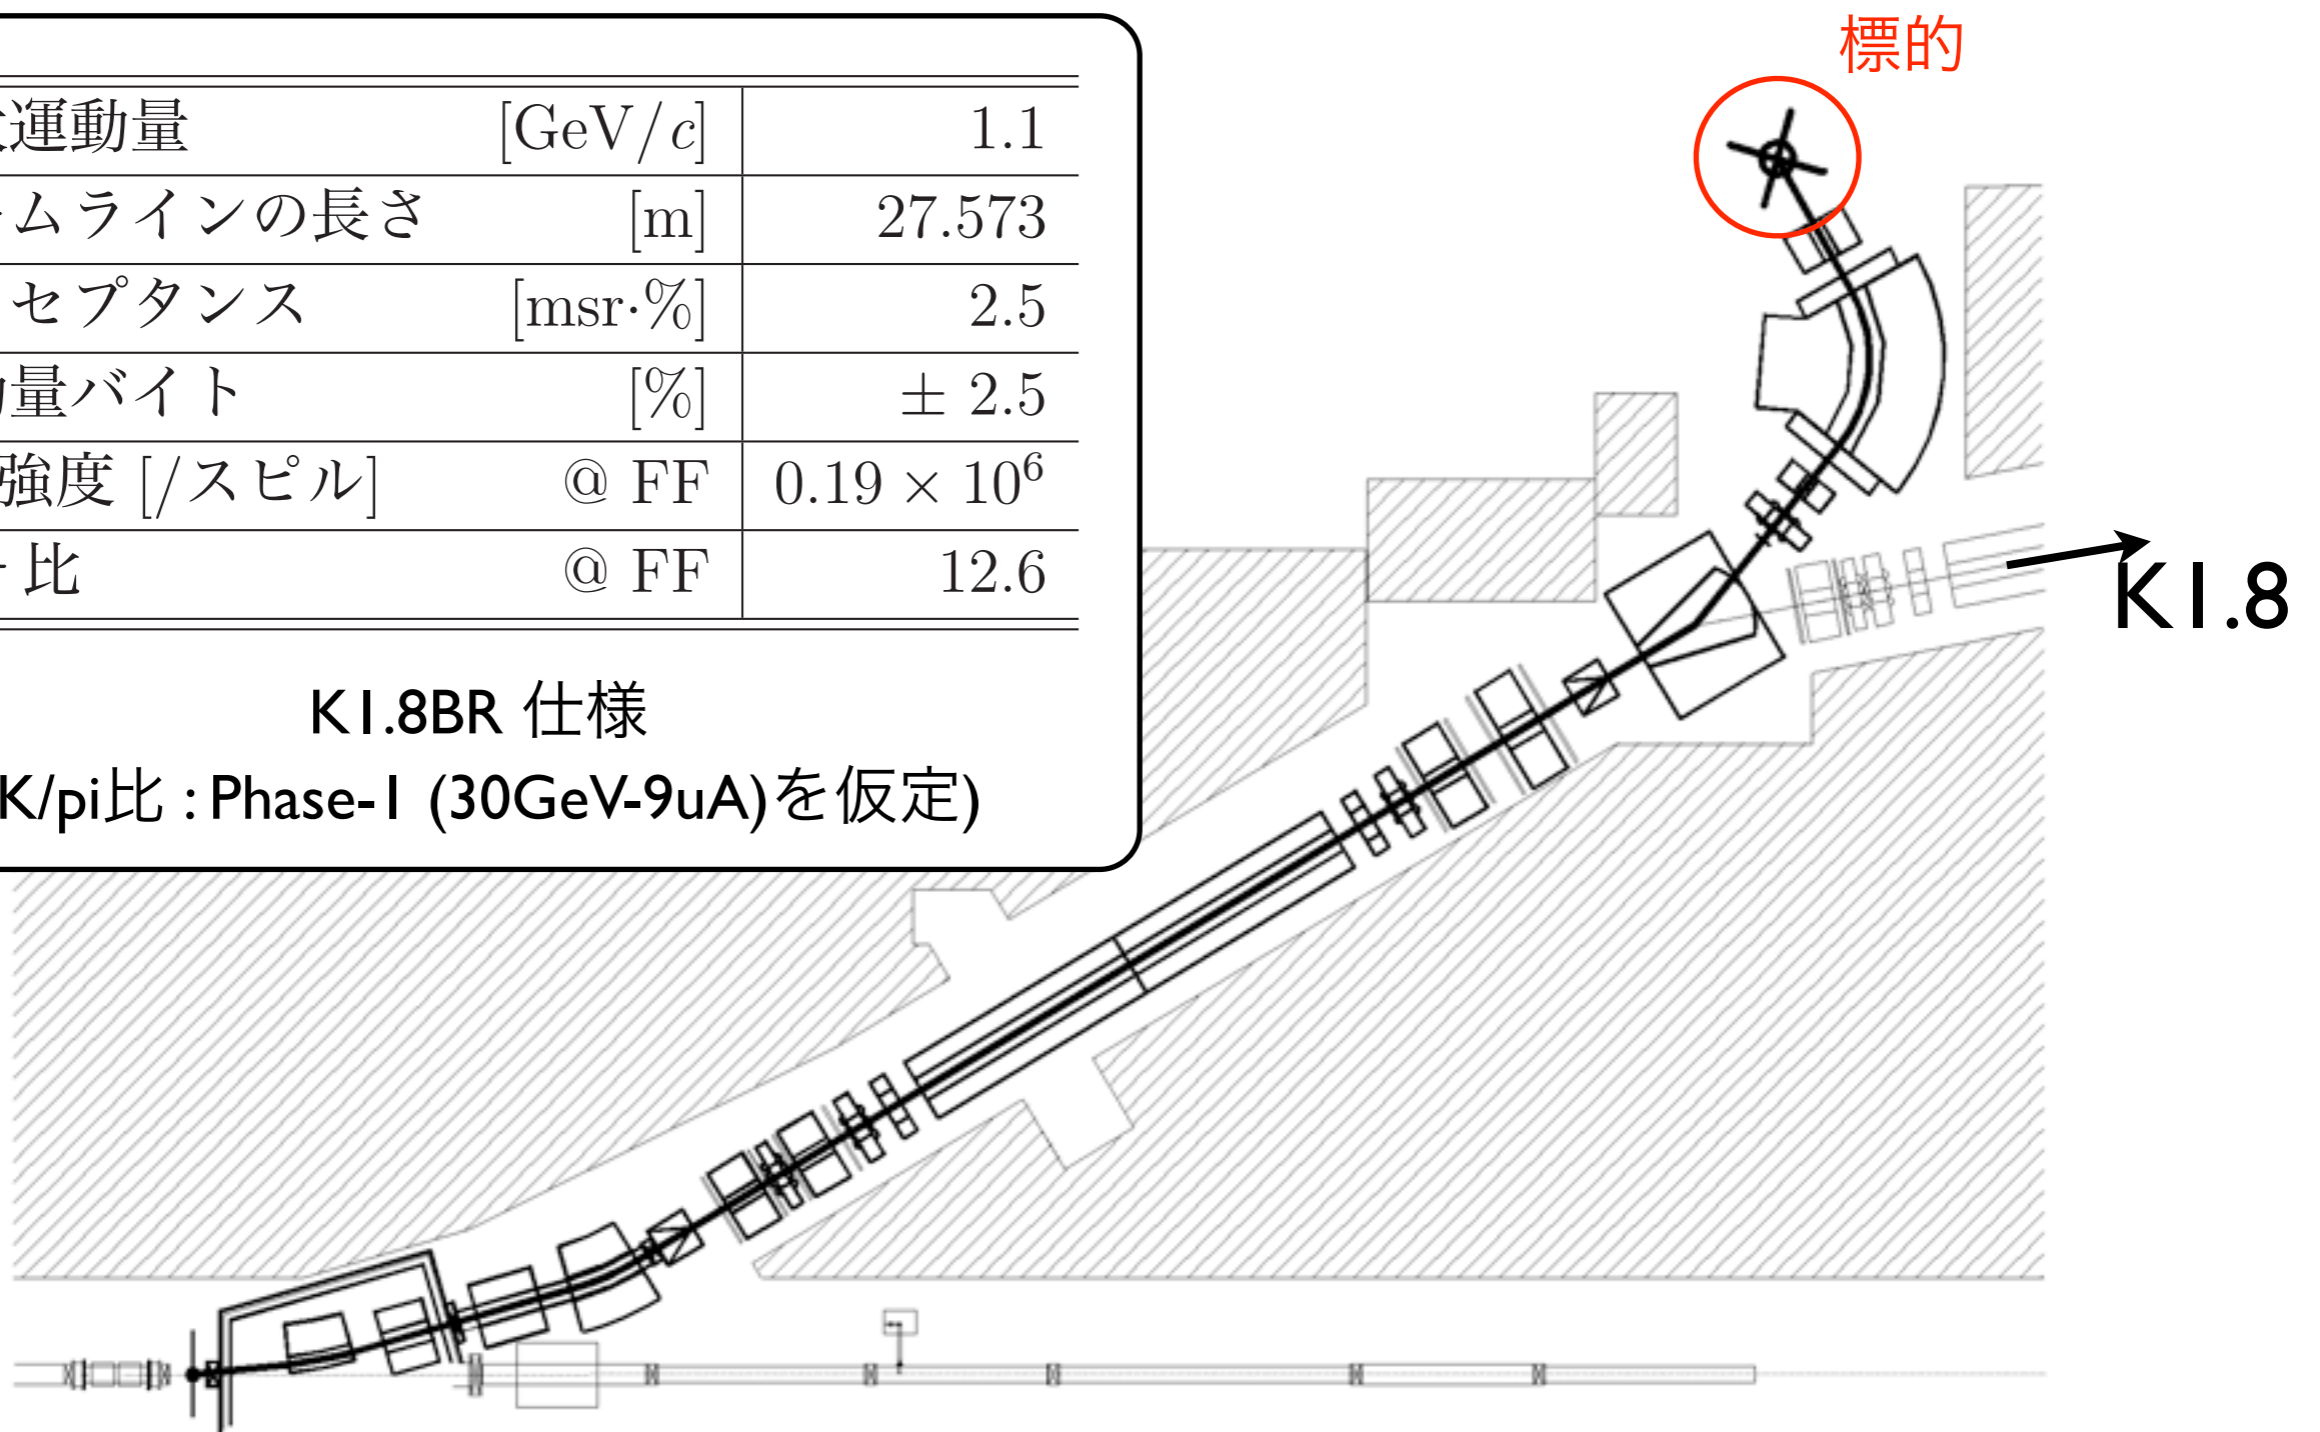 標的
運動量 [GeV/c] 1.1
ムラインの長さ [m] 27.573
セプタンス [msr·%] 2.5
量バイト [%] ± 2.5
強度 [/スピル] @ FF 0.19 × 10⁶
比 @ FF 12.6
K1.8
K1.8BR 仕様
K/pi比 : Phase-1 (30GeV-9uA)を仮定)